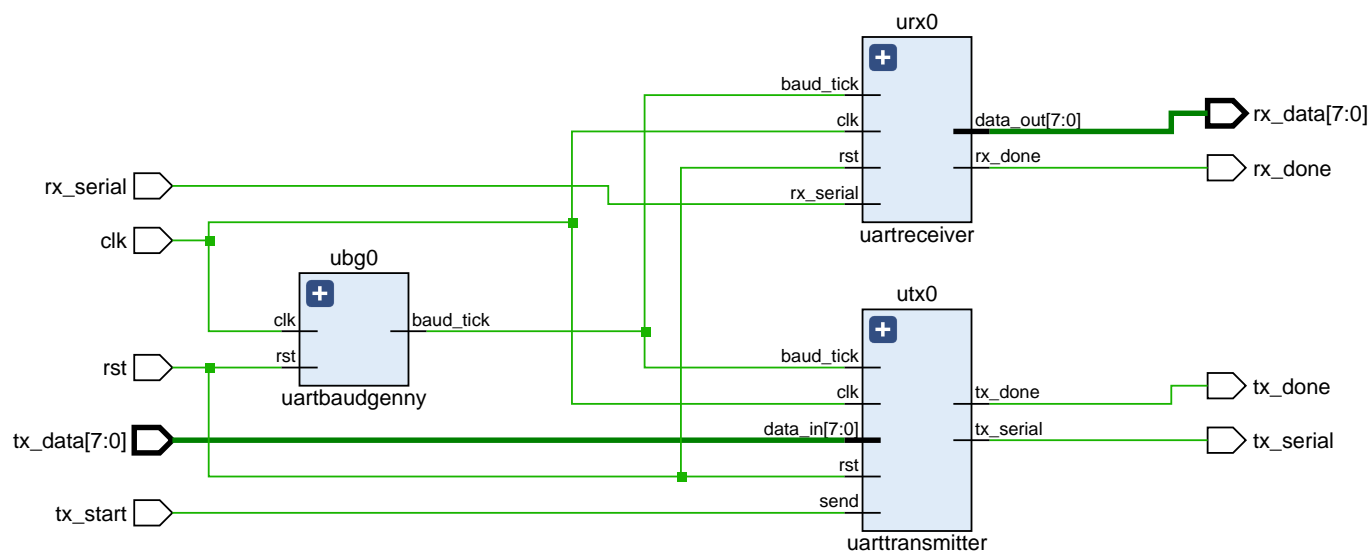 urx0
baud_tick
clk
rst
rx_serial
data_out[7:0]
rx_done
uartreceiver
rx_data[7:0]
rx_done
rx_serial
clk
rst
tx_data[7:0]
tx_start
ubg0
clk
rst
baud_tick
uartbaudgenny
utx0
baud_tick
clk
data_in[7:0]
rst
send
tx_done
tx_serial
uarttransmitter
tx_done
tx_serial